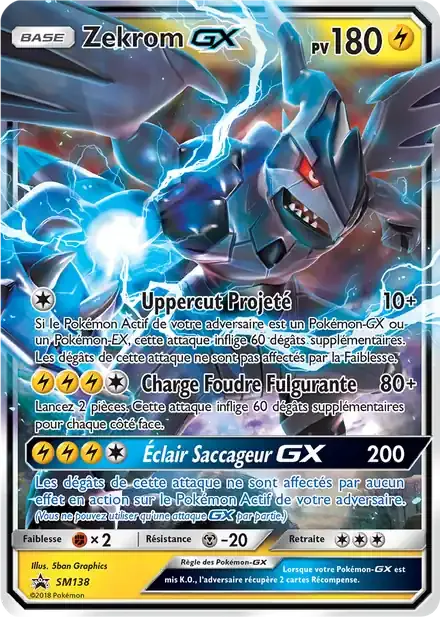 BASE Zekrom GX PV 180
Uppercut Projeté 10+
Si le Pokémon Actif de votre adversaire est un Pokémon-GX ou
un Pokémon-EX, cette attaque inflige 60 dégâts supplémentaires.
Les dégâts de cette attaque ne sont pas affectés par la Faiblesse.
Charge Foudre Fulgurante 80+
Lancez 2 pièces. Cette attaque inflige 60 dégâts supplémentaires
pour chaque côté face.
Éclair Saccageur GX 200
Les dégâts de cette attaque ne sont affectés par aucun
effet en action sur le Pokémon Actif de votre adversaire.
(Vous ne pouvez utiliser qu'une attaque GX par partie.)
Faiblesse × 2 Résistance -20 Retraite
Illus. 5ban Graphics
PROMO SM138
©2018 Pokémon
Règle des Pokémon-GX
Lorsque votre Pokémon-GX est
mis K.O., l'adversaire récupère 2 cartes Récompense.